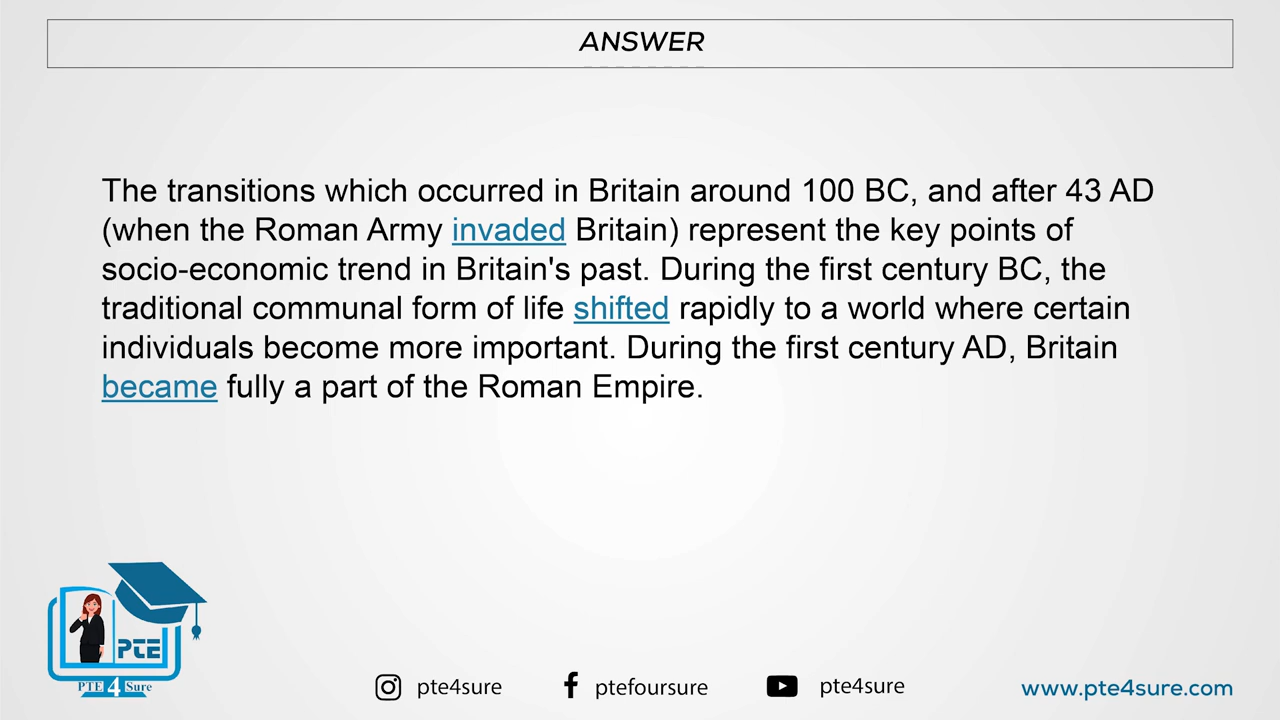 ANSWER
The transitions which occurred in Britain around 100 BC, and after 43 AD
(when the Roman Army invaded Britain) represent the key points of
socio-economic trend in Britain's past. During the first century BC, the
traditional communal form of life shifted rapidly to a world where certain
individuals become more important. During the first century AD, Britain
became fully a part of the Roman Empire.
PTE
PTE 4 Sure
pte4sure
ptefoursure
pte4sure
www.pte4sure.com